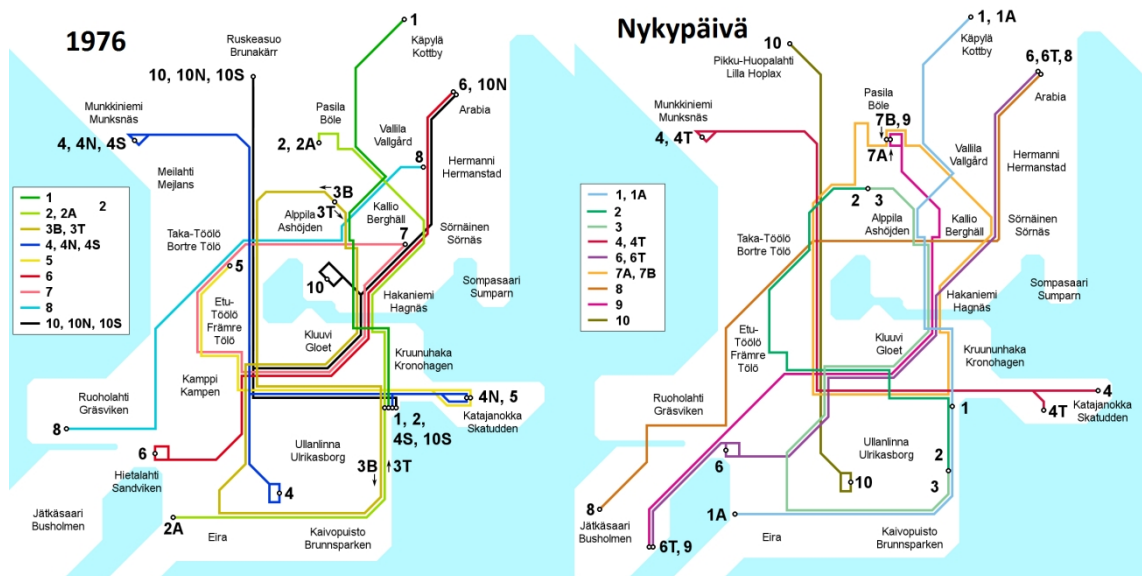 1976
1
Käpylä
Kottby
Ruskeasuo
Brunakärr
10, 10N, 10S
6, 10N
Arabia
Munkkiniemi
Munksnäs
4, 4N, 4S
Pasila
Böle
2, 2A
Vallila
Vallgård
8
Hermanni
Hermanstad
Meilahti
Mejlans
3B
3T
Alppila
Ashöjden
Kallio
Berghäll
Sörnäinen
Sörnäs
1
2, 2A
2
3B, 3T
4, 4N, 4S
5
6
7
8
10, 10N, 10S
Taka-Töölö
Bortre Tölö
7
5
10
Sompasaari
Sumparn
Hakaniemi
Hagnäs
Etu-
Töölö
Främre
Tölö
Kluuvi
Gloet
Kruunuhaka
Kronohagen
Kamppi
Kampen
4N, 5
Katajanokka
Skatudden
Ruoholahti
Gräsviken
8
1, 2,
4S, 10S
6
Ullanlinna
Ulrikasborg
3B
3T
Hietalahti
Sandviken
4
Jätkäsaari
Busholmen
2A
Eira
Kaivopuisto
Brunnsparken
Nykypäivä
1, 1A
Käpylä
Kottby
10
Pikku-Huopalahti
Lilla Hoplax
6, 6T, 8
Arabia
Munkkiniemi
Munksnäs
4, 4T
Pasila
Böle
7B, 9
7A
Vallila
Vallgård
Hermanni
Hermanstad
Meilahti
Mejlans
2
3
Alppila
Ashöjden
Kallio
Berghäll
Sörnäinen
Sörnäs
1, 1A
2
3
4, 4T
6, 6T
7A, 7B
8
9
10
Taka-Töölö
Bortre Tölö
Sompasaari
Sumparn
Hakaniemi
Hagnäs
Etu-
Töölö
Främre
Tölö
Kluuvi
Gloet
Kruununhaka
Kronohagen
Ruoholahti
Gräsviken
4
4T
Katajanokka
Skatudden
1
6
Ullanlinna
Ulrikasborg
2
3
10
8
Jätkäsaari
Busholmen
1A
6T, 9
Eira
Kaivopuisto
Brunnsparken